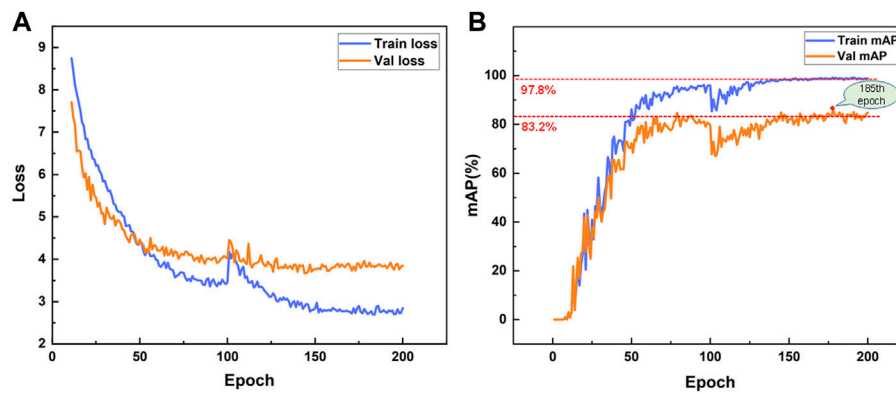 A
Train loss
Val loss
9
8
7
6
5
4
3
2
Loss
0
50
100
150
200
Epoch
B
Train mAP
Val mAP
100
80
60
40
20
0
mAP(%)
97.8%
83.2%
185th
epoch
0
50
100
150
200
Epoch